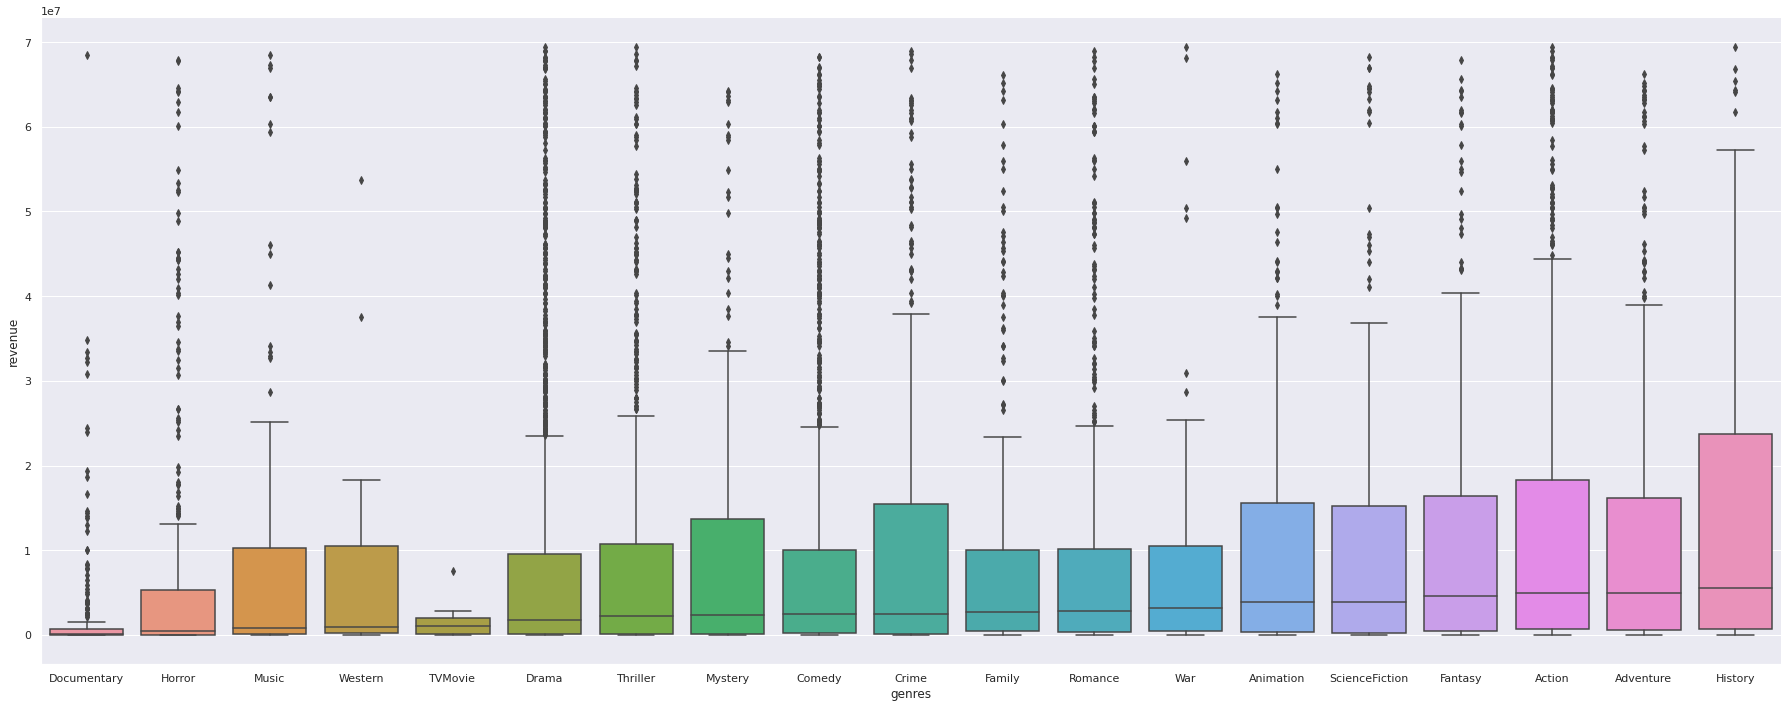 1e7
7
6
5
4
3
2
1
0
revenue
Documentary Horror Music Western TVMovie Drama Thriller Mystery Comedy Crime Family Romance War Animation ScienceFiction Fantasy Action Adventure History
genres